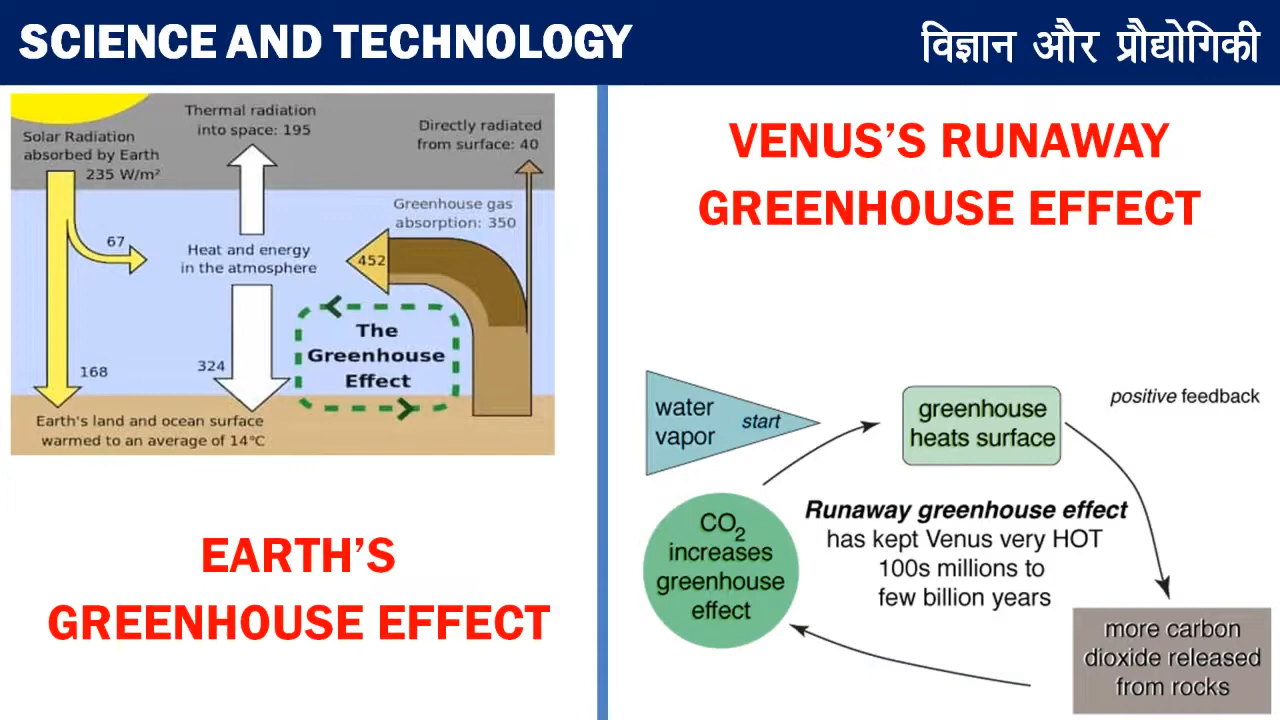 SCIENCE AND TECHNOLOGY
विज्ञान और प्रौद्योगिकी
Thermal radiation
into space: 195
Directly radiated
from surface: 40
Solar Radiation
absorbed by Earth
235 W/m²
Greenhouse gas
absorption: 350
67
Heat and energy
in the atmosphere
452
The
Greenhouse
Effect
324
168
Earth's land and ocean surface
warmed to an average of 14°C
EARTH’S
GREENHOUSE EFFECT
VENUS’S RUNAWAY
GREENHOUSE EFFECT
water
vapor
start
greenhouse
heats surface
positive feedback
Runaway greenhouse effect
has kept Venus very HOT
100s millions to
few billion years
CO₂
increases
greenhouse
effect
more carbon
dioxide released
from rocks